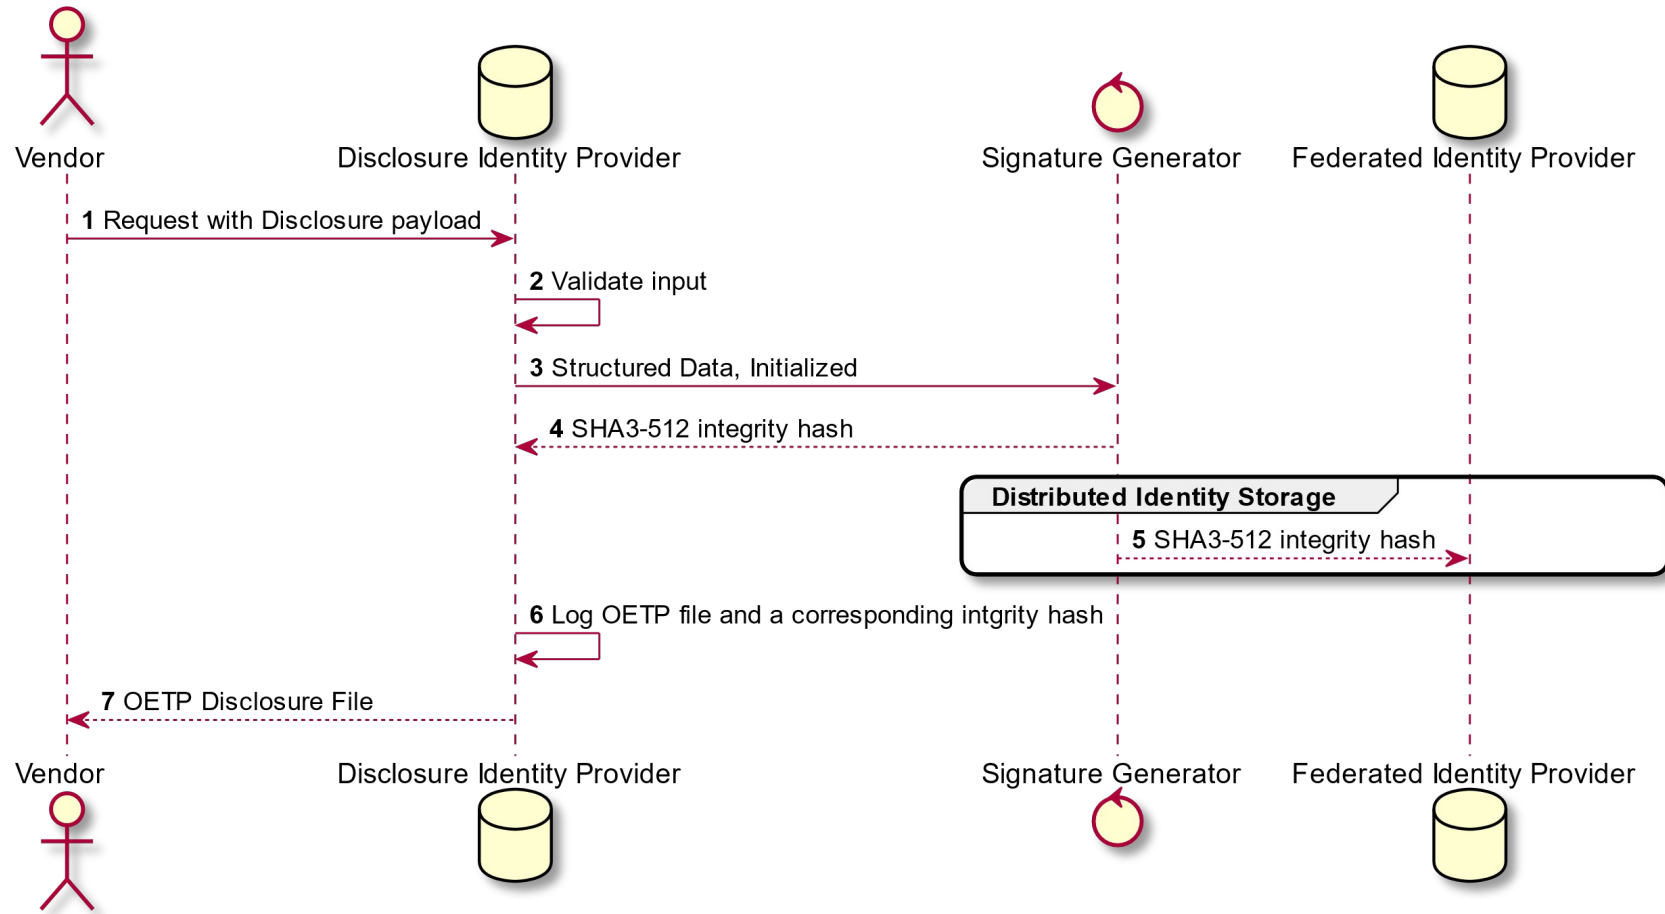 Vendor
Disclosure Identity Provider
Signature Generator
Federated Identity Provider
1 Request with Disclosure payload
2 Validate input
3 Structured Data, Initialized
4 SHA3-512 integrity hash
Distributed Identity Storage
5 SHA3-512 integrity hash
6 Log OETP file and a corresponding intgrity hash
7 OETP Disclosure File
Vendor
Disclosure Identity Provider
Signature Generator
Federated Identity Provider